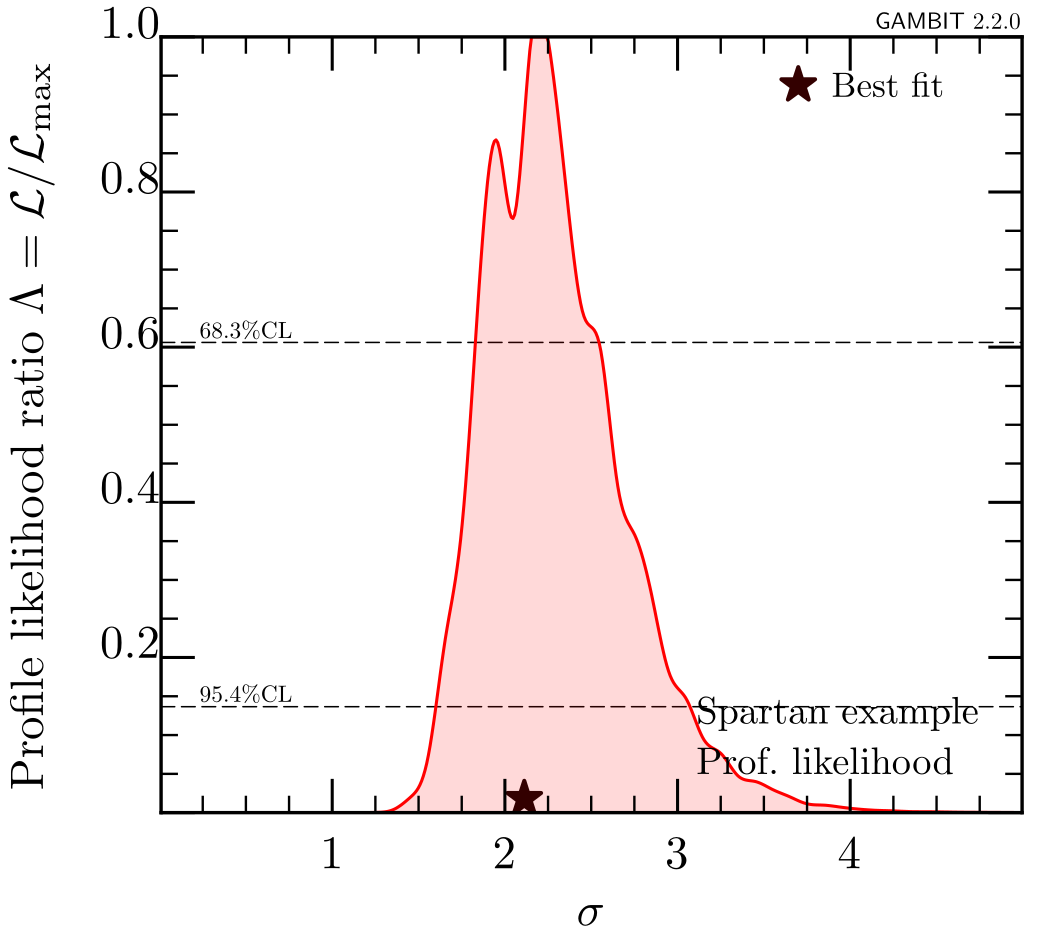 GAMBIT 2.2.0
1.0
Best fit
0.8
68.3%CL
0.6
0.4
0.2
95.4%CL
Spartan example
Prof. likelihood
1 2 3 4
σ
Profile likelihood ratio Λ = ℒ/ℒmax